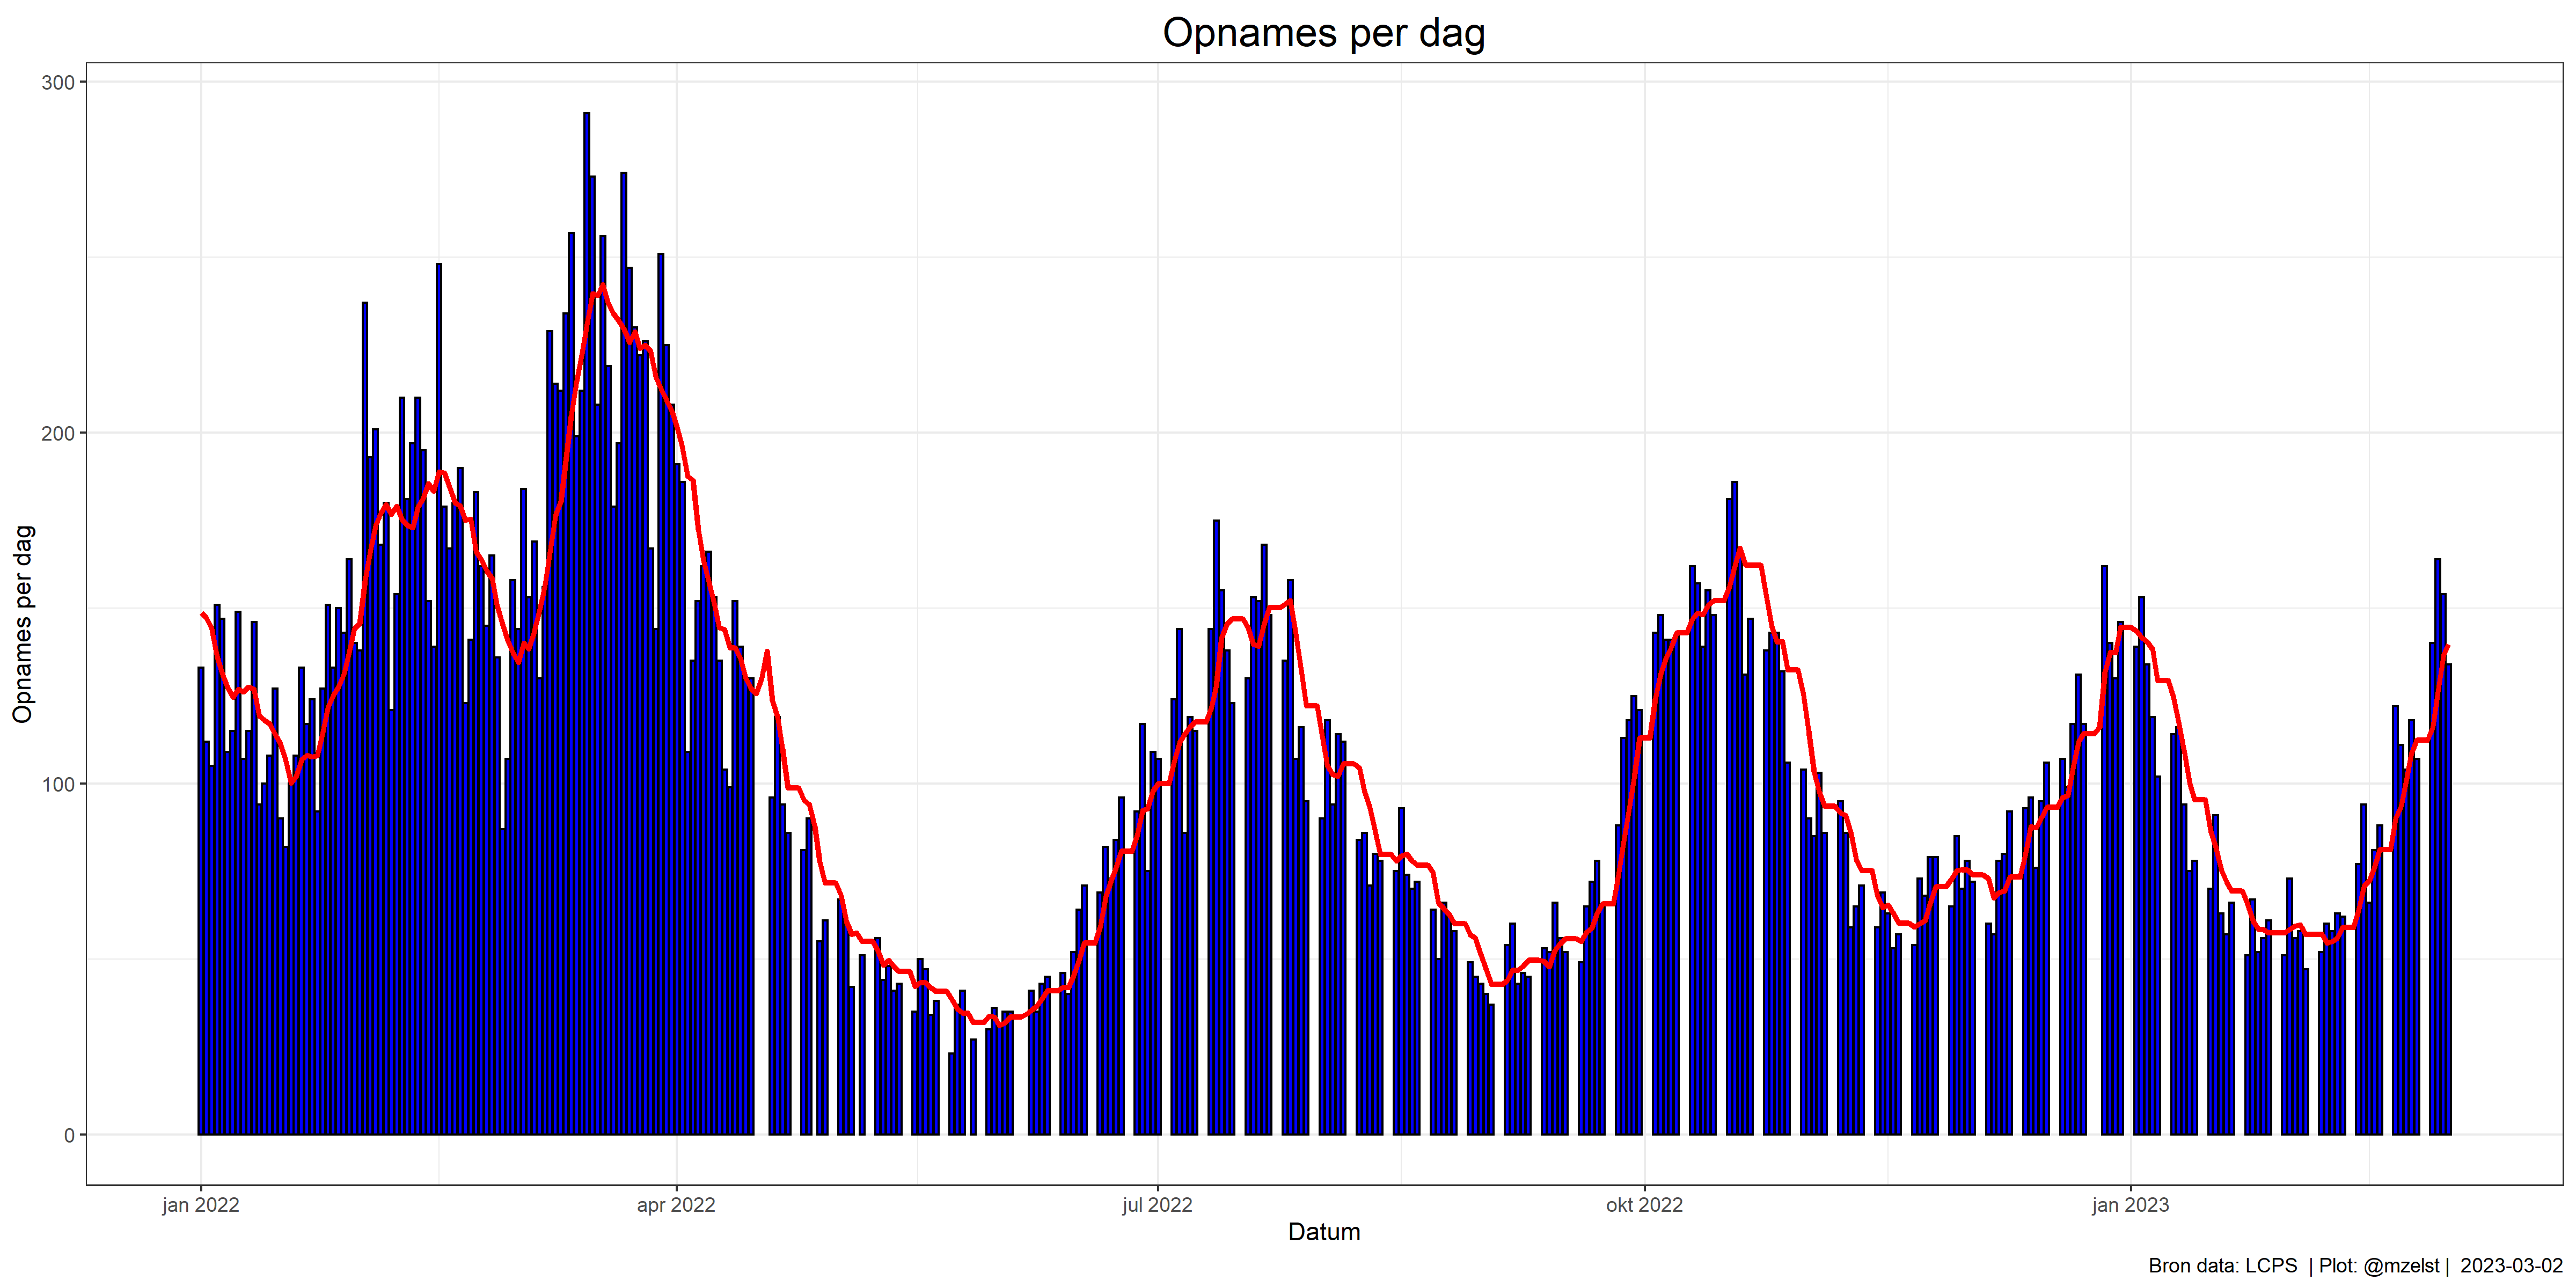 Opnames per dag
300
200
100
0
Opnames per dag
jan 2022
apr 2022
jul 2022
okt 2022
jan 2023
Datum
Bron data: LCPS | Plot: @mzelst | 2023-03-02